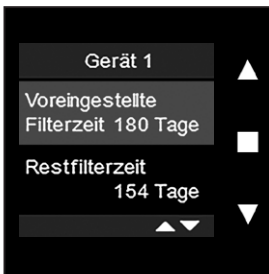 Gerät 1
Voreingestellte
Filterzeit 180 Tage
Restfilterzeit
154 Tage